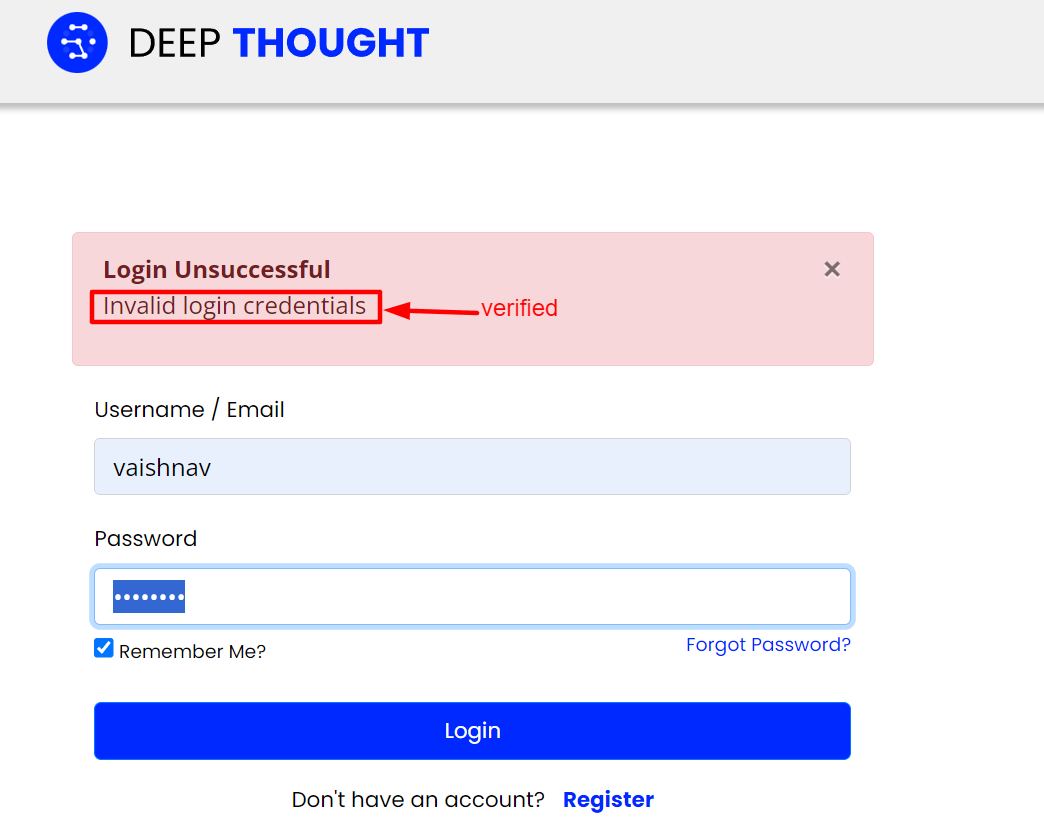 DEEP THOUGHT
Login Unsuccessful
×
Invalid login credentials
verified
Username / Email
vaishnav
Password
••••••••
Remember Me?
Forgot Password?
Login
Don't have an account? Register